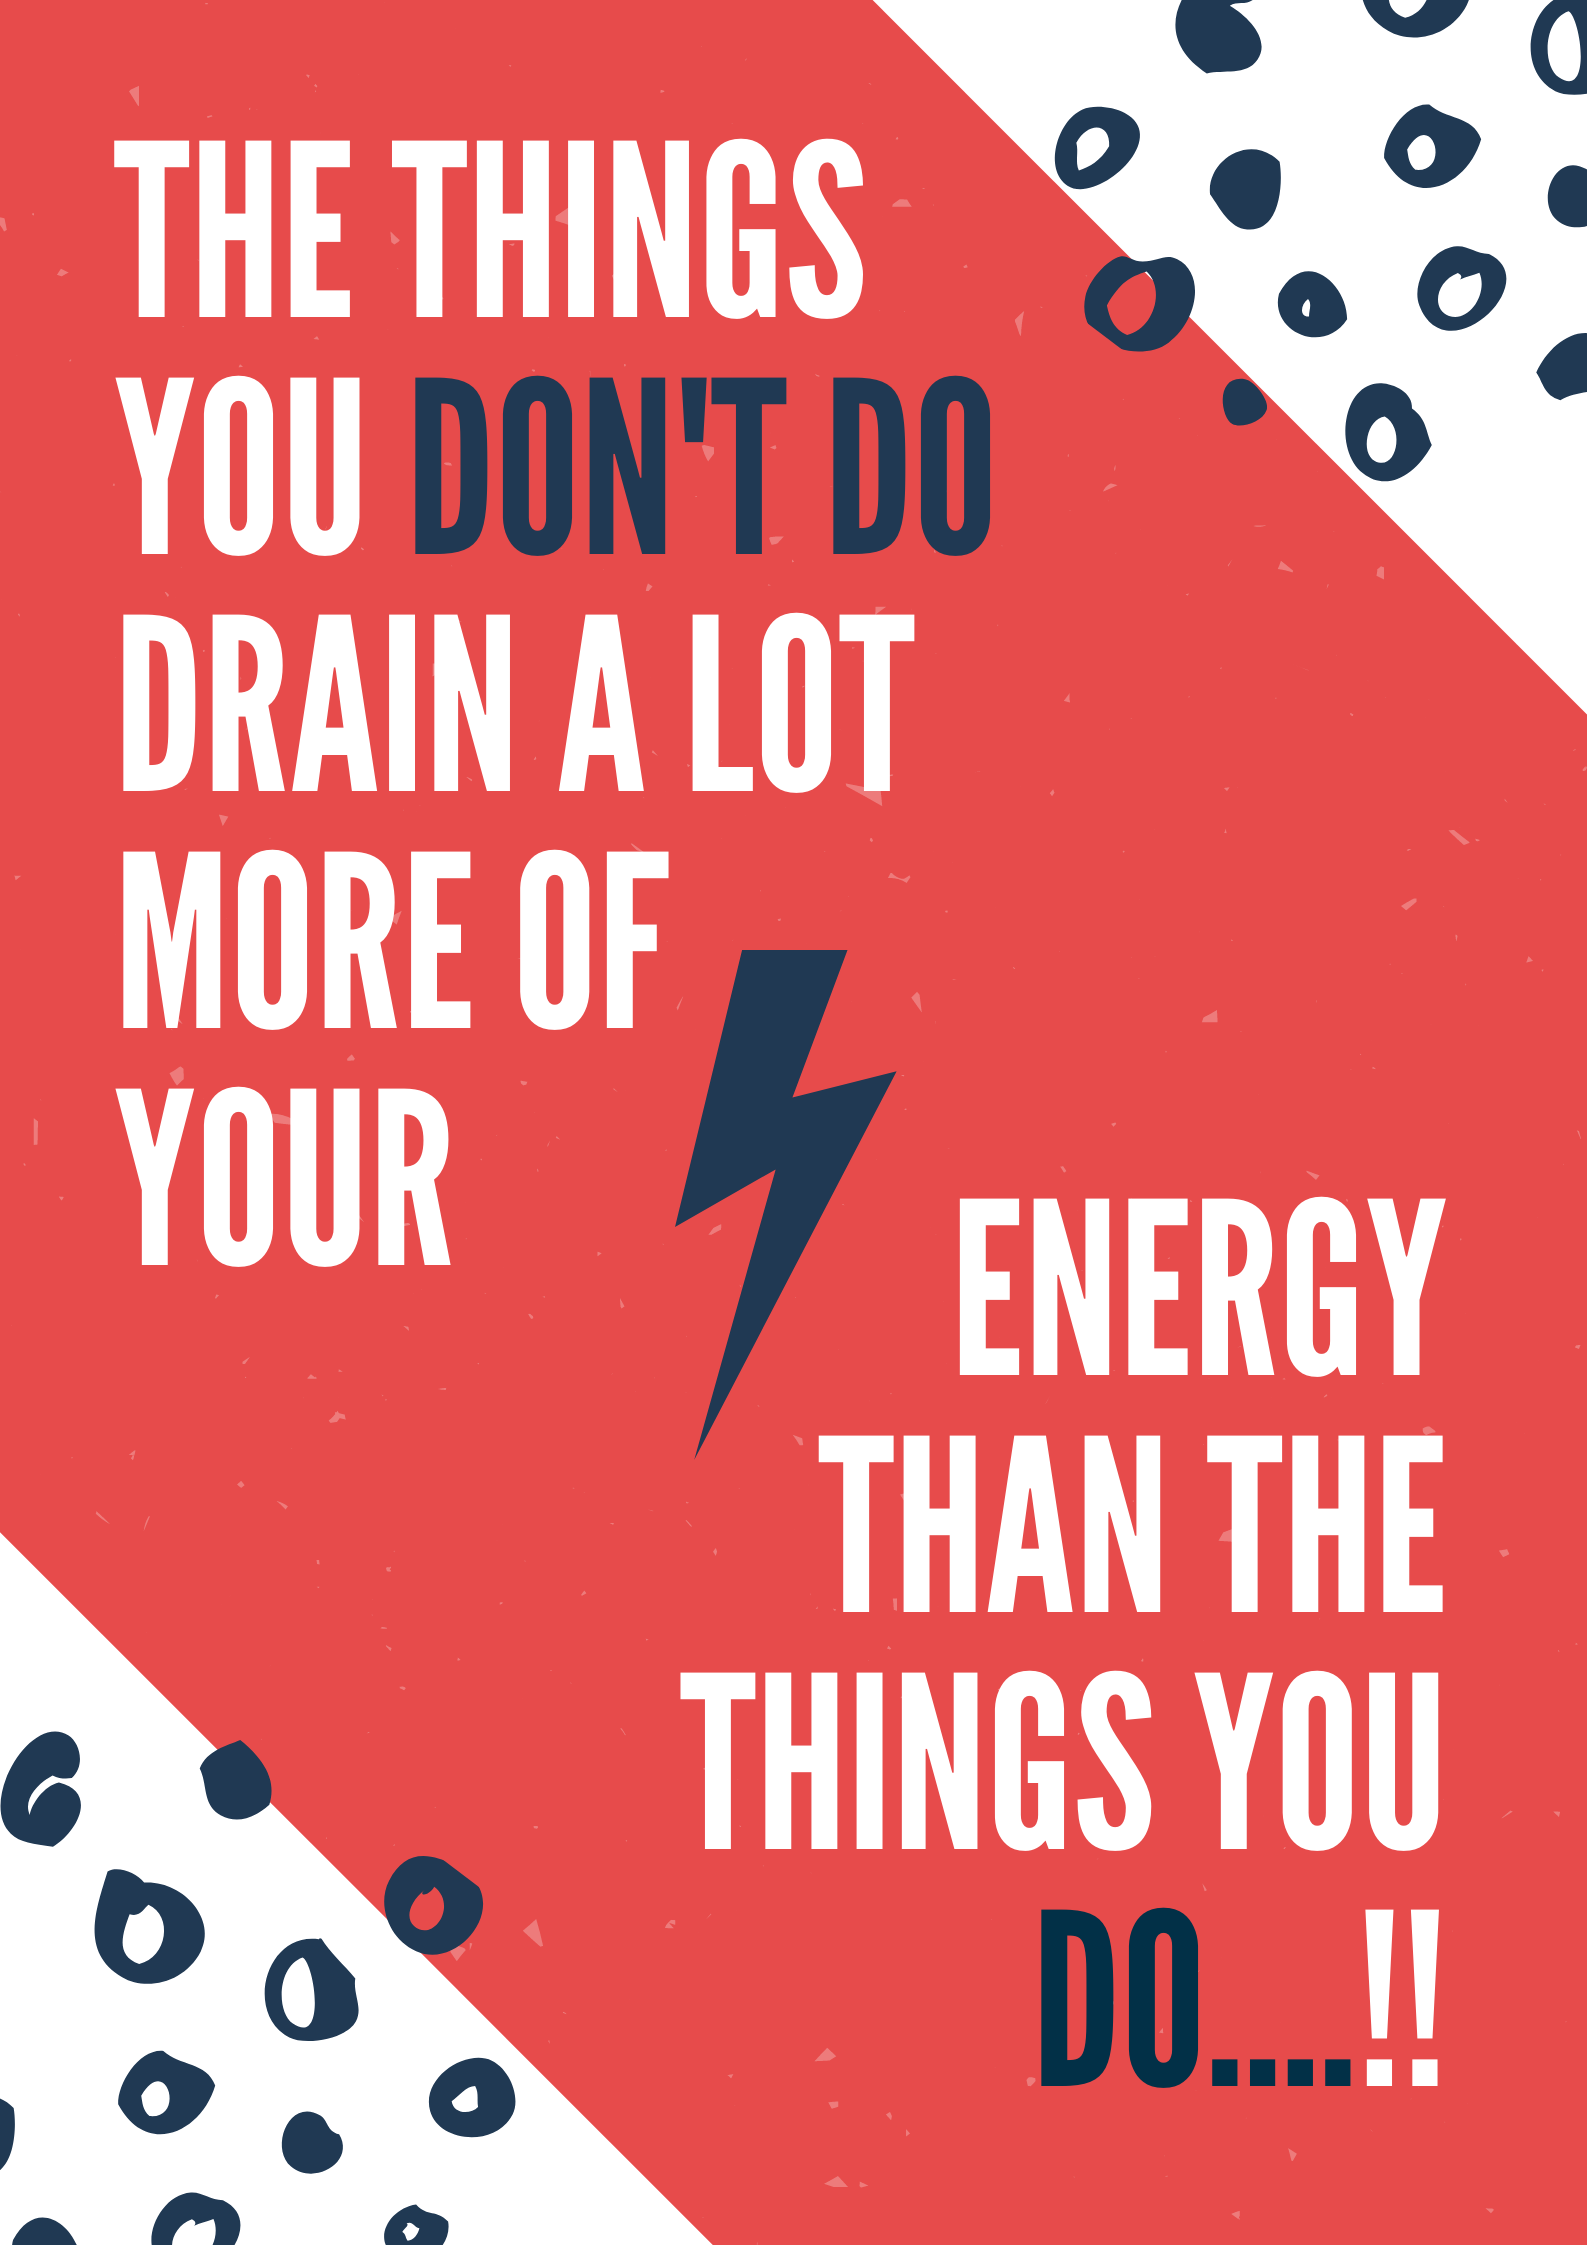 THE THINGS
YOU DON'T DO
DRAIN A LOT
MORE OF
YOUR
ENERGY
THAN THE
THINGS YOU
DO....!!